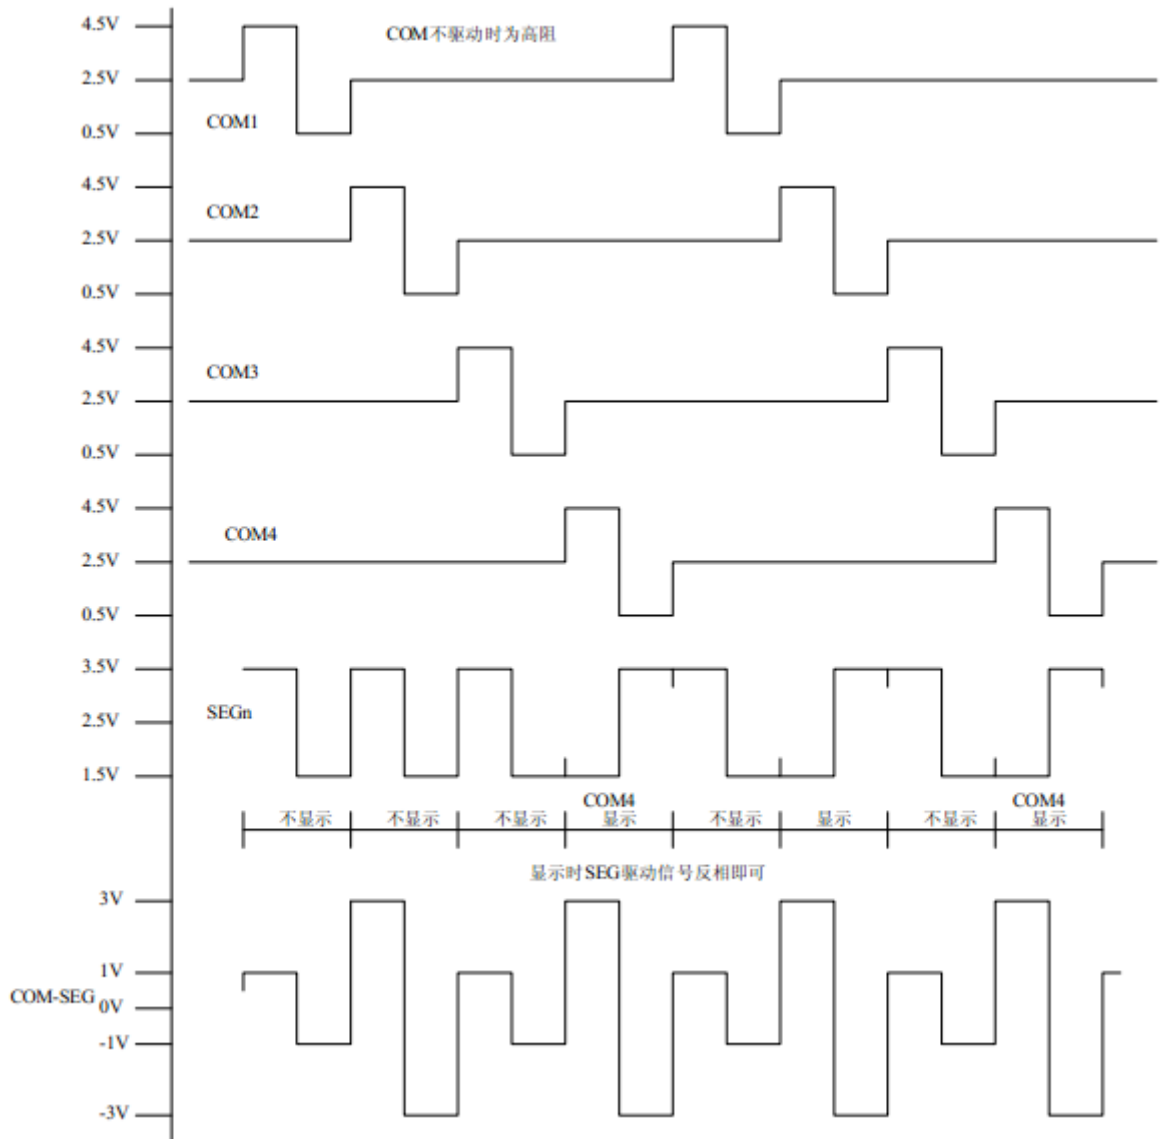 4.5V
COM不驱动时为高阻
2.5V
COM1
0.5V
4.5V
COM2
2.5V
0.5V
4.5V
COM3
2.5V
0.5V
4.5V
COM4
2.5V
0.5V
3.5V
SEGn
2.5V
1.5V
COM4 COM4
不显示 不显示 不显示 显示 不显示 显示 不显示 显示
显示时SEG驱动信号反相即可
3V
1V
COM-SEG 0V
-1V
-3V